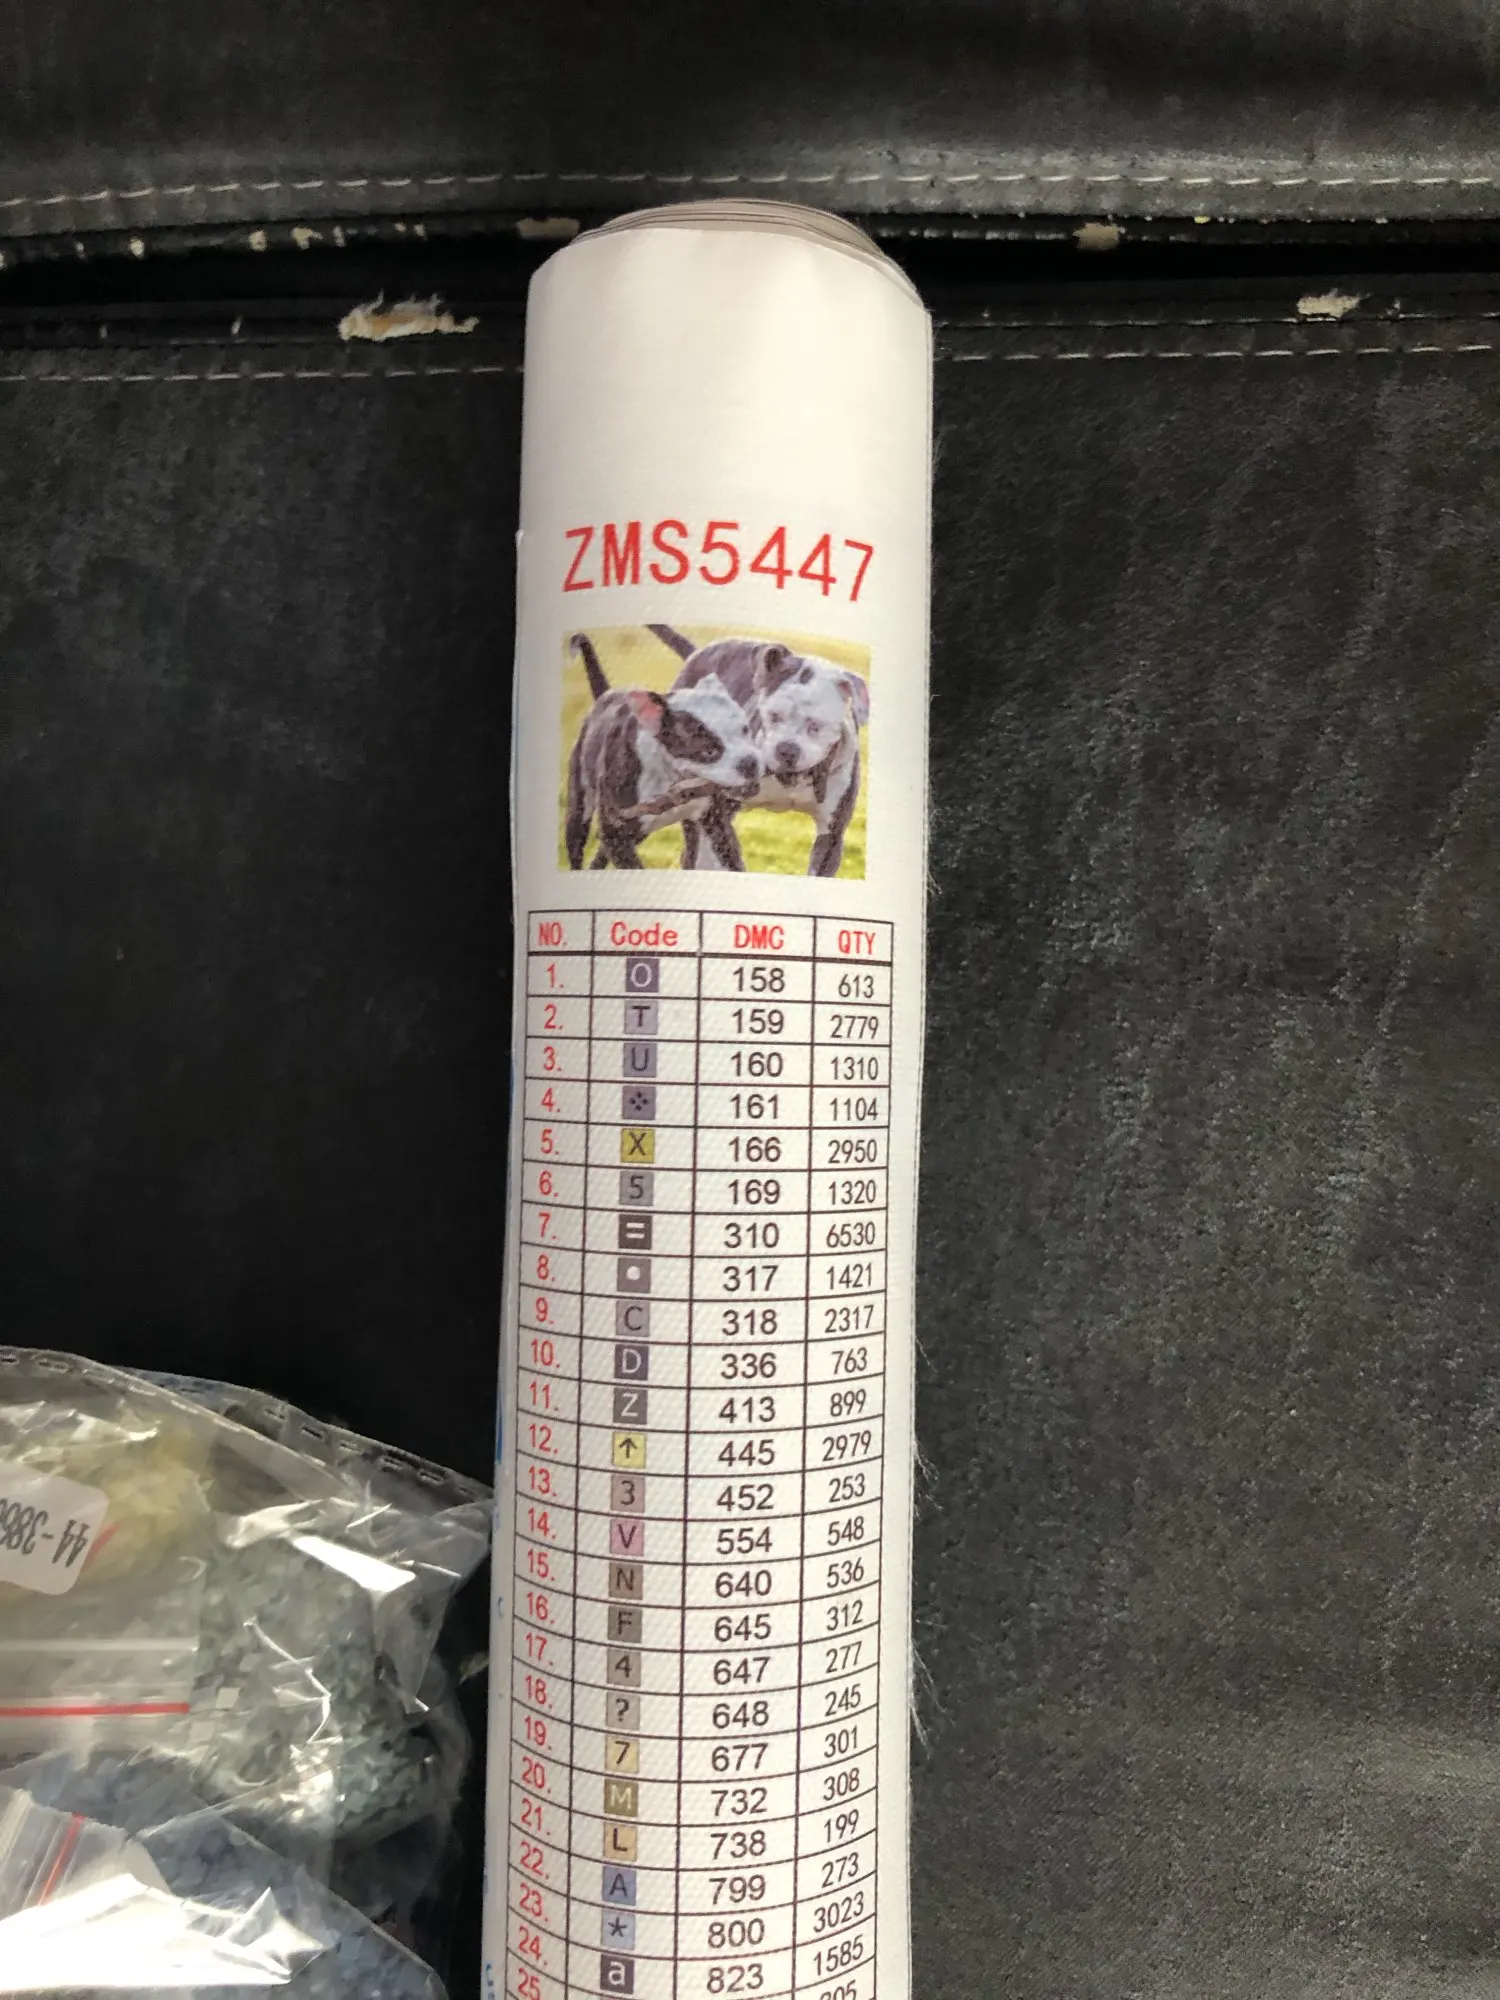 ZMS5447
NO. Code DMC QTY
1. O 158 613
2. T 159 2779
3. U 160 1310
4. ❖ 161 1104
5. X 166 2950
6. 5 169 1320
7. = 310 6530
8. ● 317 1421
9. C 318 2317
10. D 336 763
11. Z 413 899
12. ↑ 445 2979
13. 3 452 253
14. V 554 548
15. N 640 536
16. F 645 312
17. 4 647 277
18. ? 648 245
19. 7 677 301
20. M 732 308
21. L 738 199
22. A 799 273
23. * 800 3023
24. a 823 1585
25